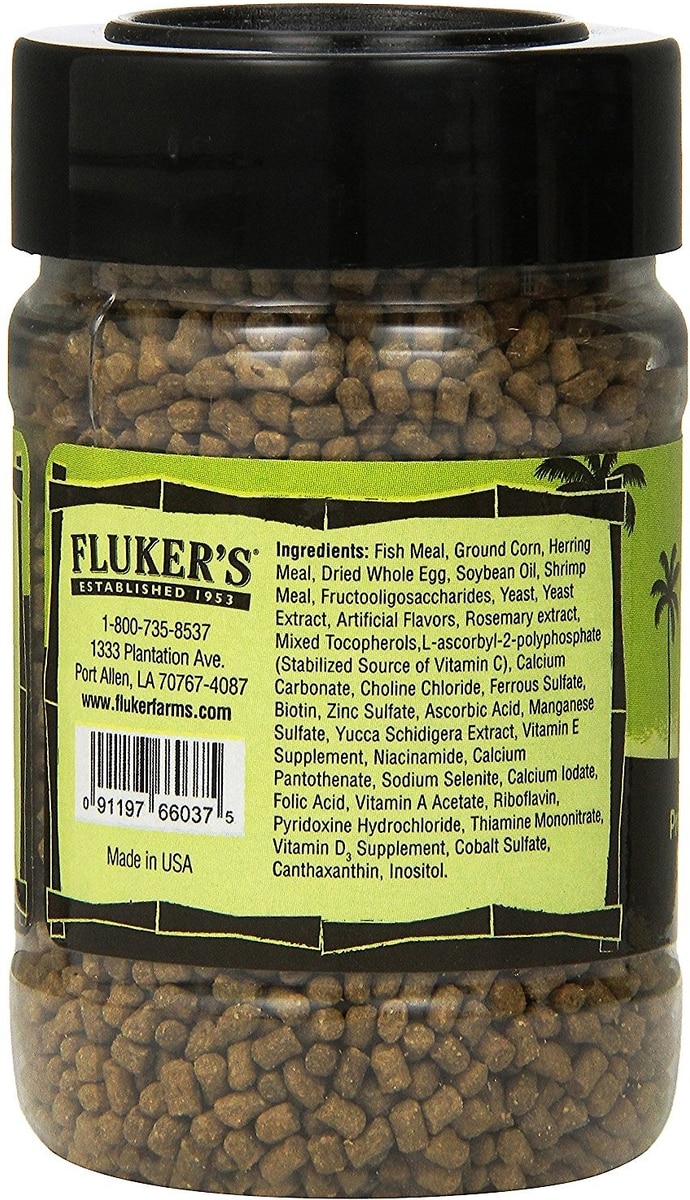 FLUKER'S®
ESTABLISHED 1953
1-800-735-8537
1333 Plantation Ave.
Port Allen, LA 70767-4087
www.flukerfarms.com
0 91197 66037 5
Made in USA
Ingredients: Fish Meal, Ground Corn, Herring
Meal, Dried Whole Egg, Soybean Oil, Shrimp
Meal, Fructooligosaccharides, Yeast, Yeast
Extract, Artificial Flavors, Rosemary extract,
Mixed Tocopherols,L-ascorbyl-2-polyphosphate
(Stabilized Source of Vitamin C), Calcium
Carbonate, Choline Chloride, Ferrous Sulfate,
Biotin, Zinc Sulfate, Ascorbic Acid, Manganese
Sulfate, Yucca Schidigera Extract, Vitamin E
Supplement, Niacinamide, Calcium
Pantothenate, Sodium Selenite, Calcium Iodate,
Folic Acid, Vitamin A Acetate, Riboflavin,
Pyridoxine Hydrochloride, Thiamine Mononitrate,
Vitamin D3 Supplement, Cobalt Sulfate,
Canthaxanthin, Inositol.